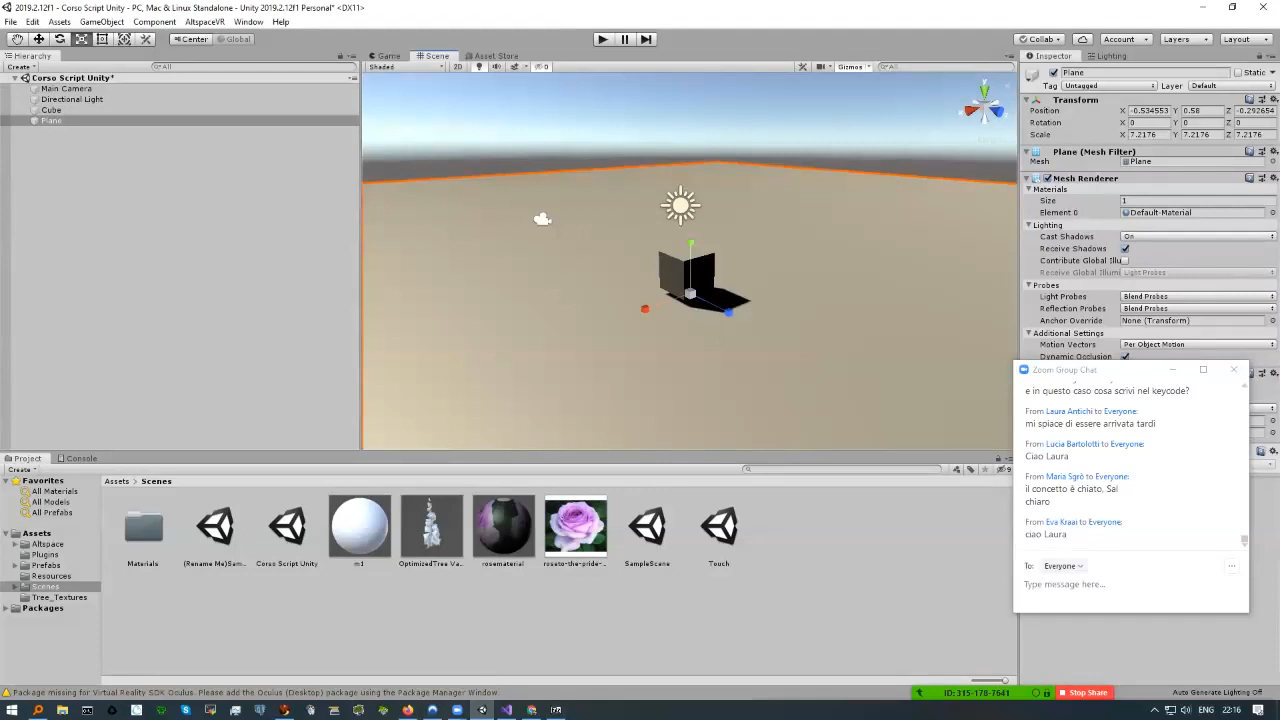 2019.2.12f1 - Corso Script Unity - PC, Mac & Linux Standalone - Unity 2019.2.12f1 Personal* <DX11>
File Edit Assets GameObject Component AltspaceVR Window Help
Center Global Collab Account Layers Layout
Hierarchy Game Scene Asset Store Inspector Lighting
Create All Shaded 2D 0 Gizmos All Plane Static
Corso Script Unity*
Tag Untagged Layer Default
Main Camera
Directional Light
Cube
Plane
y
Transform
Position X -0.534553 Y 0.58 Z -0.292654
Rotation X 0 Y 0 Z 0
Scale X 7.2176 Y 7.2176 Z 7.2176
Plane (Mesh Filter)
Mesh Plane
Mesh Renderer
Materials
Size 1
Element 0 Default-Material
Lighting
Cast Shadows On
Receive Shadows
Contribute Global Illu
Receive Global Illumi Light Probes
Probes
Light Probes Blend Probes
Reflection Probes Blend Probes
Anchor Override None (Transform)
Additional Settings
Motion Vectors Per Object Motion
Dynamic Occlusion
Zoom Group Chat
e in questo caso cosa scrivi nel keycode?
From Laura Antichi to Everyone:
mi spiace di essere arrivata tardi
From Lucia Bartolotti to Everyone:
Ciao Laura
From Maria Sgrò to Everyone:
il concetto è chiato, Sal
chiaro
From Eva Kraai to Everyone:
ciao Laura
To: Everyone
Type message here...
Project Console
Create
Favorites
All Materials
All Models
All Prefabs
Assets
Altspace
Plugins
Prefabs
Resources
Scenes
Tree_Textures
Packages
Assets Scenes
Materials (Rename Me)Sam... Corso Script Unity m1 OptimizedTree Va... rosematerial roseto-the-pride-... SampleScene Touch
Package missing for Virtual Reality SDK Oculus. Please add the Oculus (Desktop) package using the Package Manager Window.
ID: 315-178-7641 Stop Share Auto Generate Lighting Off
ENG 22:16